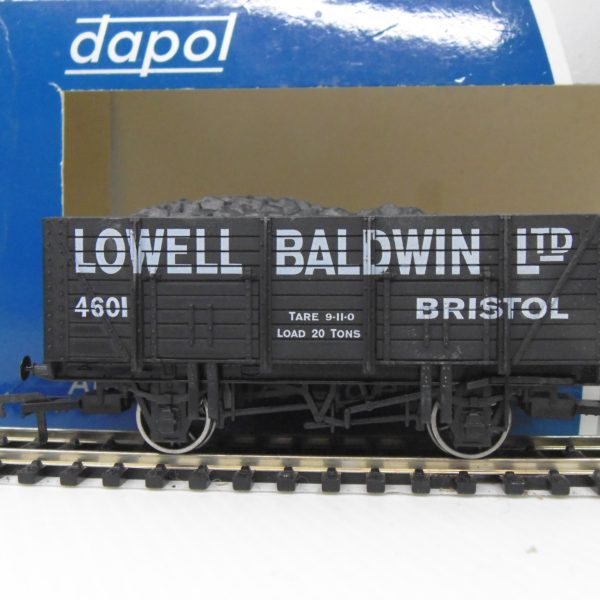 dapol
LOWELL BALDWIN LTD
4601
TARE 9-11-0
LOAD 20 TONS
BRISTOL